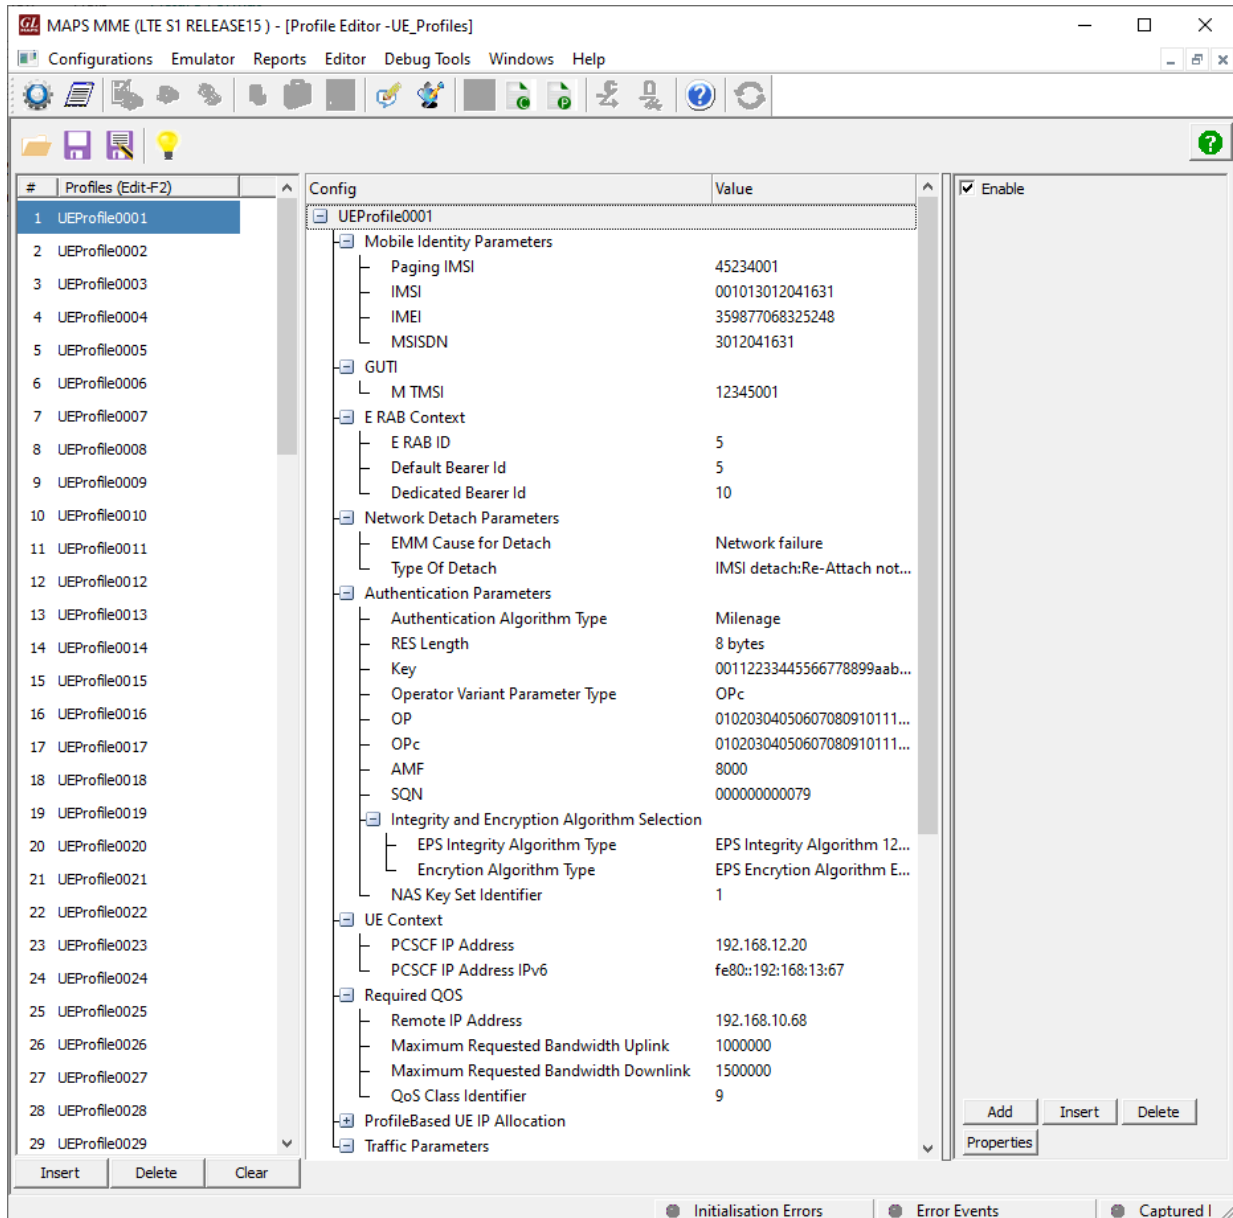 GL MAPS MAPS MME (LTE S1 RELEASE15 ) - [Profile Editor -UE_Profiles]
Configurations Emulator Reports Editor Debug Tools Windows Help
# Profiles (Edit-F2)
1 UEProfile0001
2 UEProfile0002
3 UEProfile0003
4 UEProfile0004
5 UEProfile0005
6 UEProfile0006
7 UEProfile0007
8 UEProfile0008
9 UEProfile0009
10 UEProfile0010
11 UEProfile0011
12 UEProfile0012
13 UEProfile0013
14 UEProfile0014
15 UEProfile0015
16 UEProfile0016
17 UEProfile0017
18 UEProfile0018
19 UEProfile0019
20 UEProfile0020
21 UEProfile0021
22 UEProfile0022
23 UEProfile0023
24 UEProfile0024
25 UEProfile0025
26 UEProfile0026
27 UEProfile0027
28 UEProfile0028
29 UEProfile0029
Insert Delete Clear
Config Value
UEProfile0001
Mobile Identity Parameters
Paging IMSI 45234001
IMSI 001013012041631
IMEI 359877068325248
MSISDN 3012041631
GUTI
M TMSI 12345001
E RAB Context
E RAB ID 5
Default Bearer Id 5
Dedicated Bearer Id 10
Network Detach Parameters
EMM Cause for Detach Network failure
Type Of Detach IMSI detach:Re-Attach not...
Authentication Parameters
Authentication Algorithm Type Milenage
RES Length 8 bytes
Key 00112233445566778899aab...
Operator Variant Parameter Type OPc
OP 01020304050607080910111...
OPc 01020304050607080910111...
AMF 8000
SQN 000000000079
Integrity and Encryption Algorithm Selection
EPS Integrity Algorithm Type EPS Integrity Algorithm 12...
Encrytion Algorithm Type EPS Encrytion Algorithm E...
NAS Key Set Identifier 1
UE Context
PCSCF IP Address 192.168.12.20
PCSCF IP Address IPv6 fe80::192:168:13:67
Required QOS
Remote IP Address 192.168.10.68
Maximum Requested Bandwidth Uplink 1000000
Maximum Requested Bandwidth Downlink 1500000
QoS Class Identifier 9
ProfileBased UE IP Allocation
Traffic Parameters
Enable
Add Insert Delete
Properties
Initialisation Errors Error Events Captured